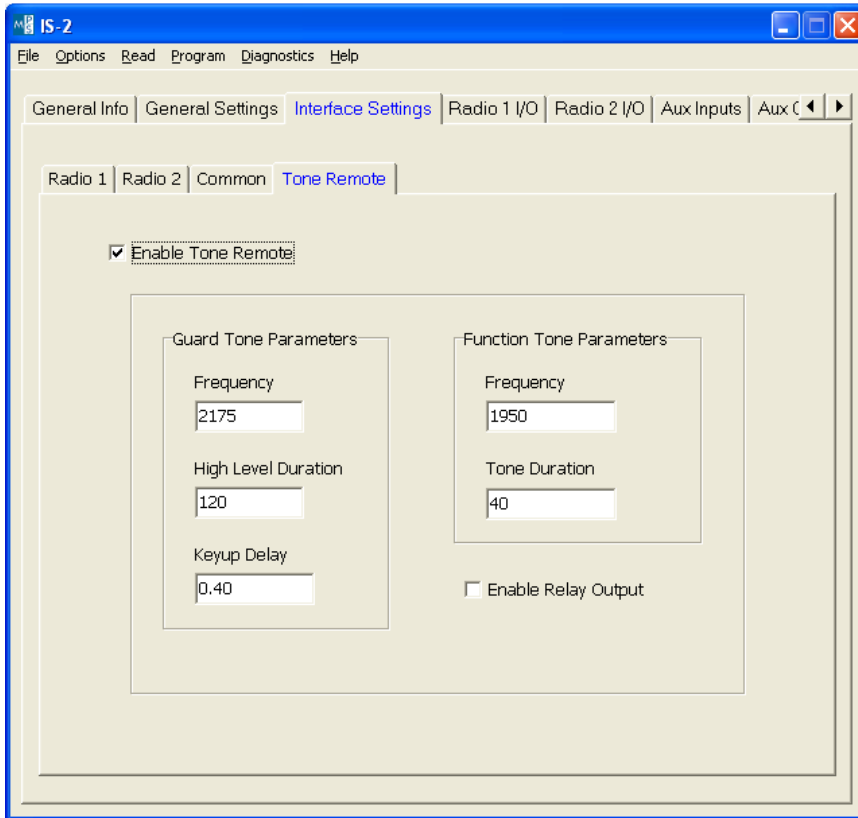 IS-2
File Options Read Program Diagnostics Help
General Info General Settings Interface Settings Radio 1 I/O Radio 2 I/O Aux Inputs Aux
Radio 1 Radio 2 Common Tone Remote
Enable Tone Remote
Guard Tone Parameters
Frequency
2175
High Level Duration
120
Keyup Delay
0.40
Function Tone Parameters
Frequency
1950
Tone Duration
40
Enable Relay Output